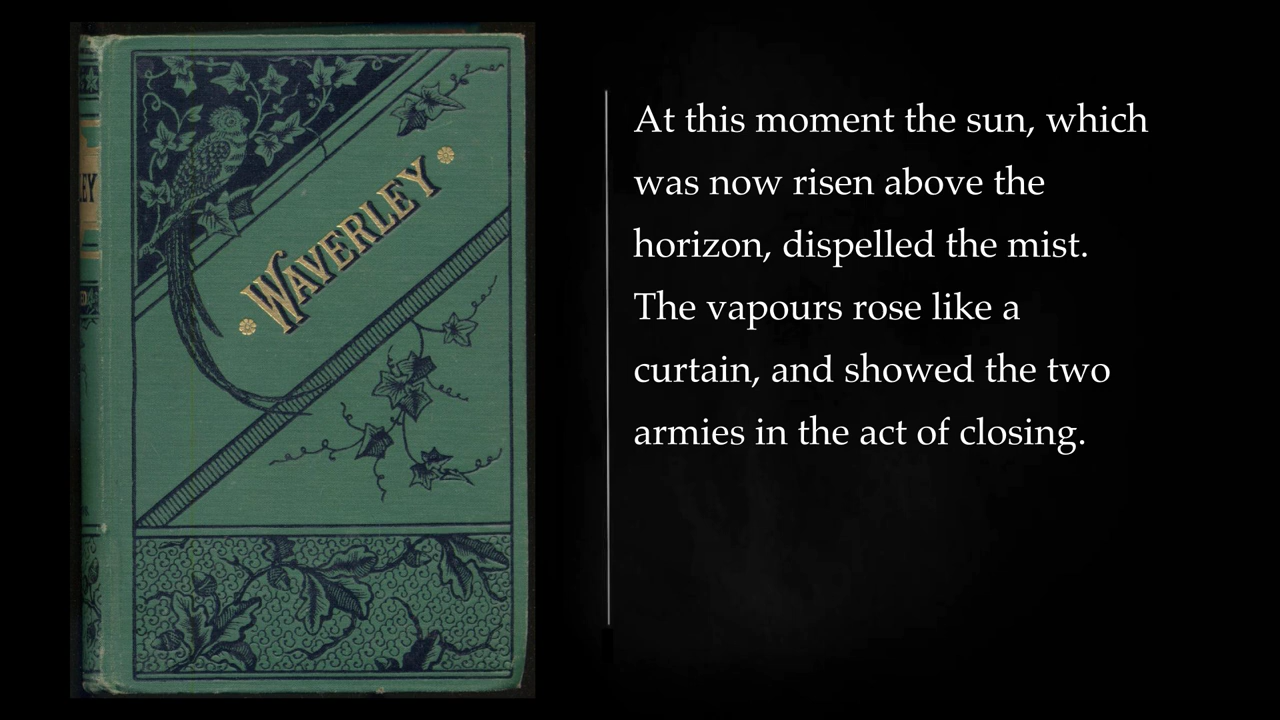 WAVERLEY
At this moment the sun, which
was now risen above the
horizon, dispelled the mist.
The vapours rose like a
curtain, and showed the two
armies in the act of closing.